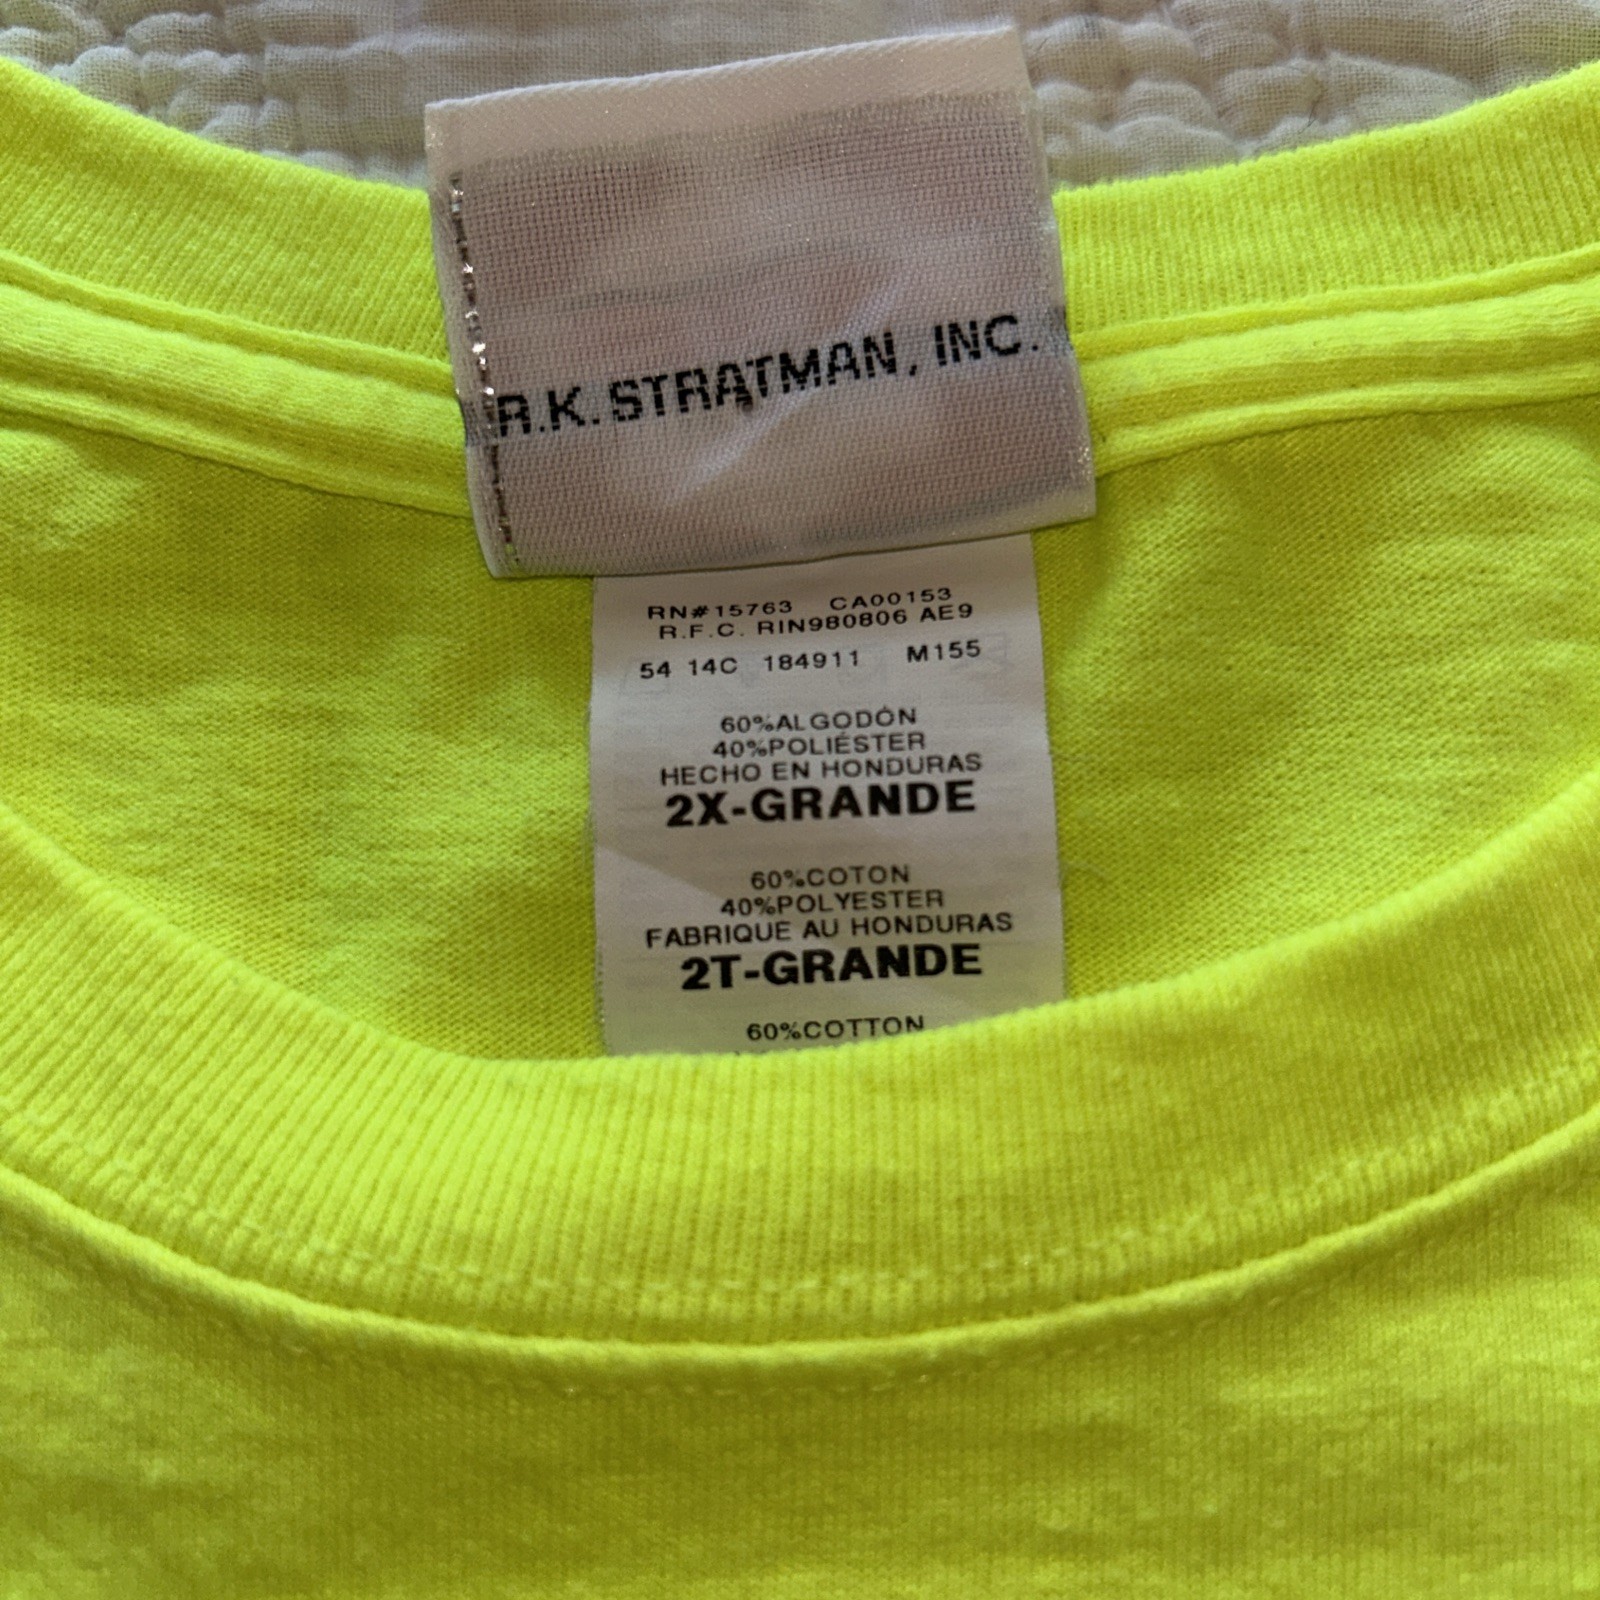 R.K. STRATMAN, INC.
RN#15763 CA00153
R.F.C. RIN980806 AE9
54 14C 184911 M155
60%ALGODÓN
40%POLIÉSTER
HECHO EN HONDURAS
2X-GRANDE
60%COTON
40%POLYESTER
FABRIQUE AU HONDURAS
2T-GRANDE
60%COTTON